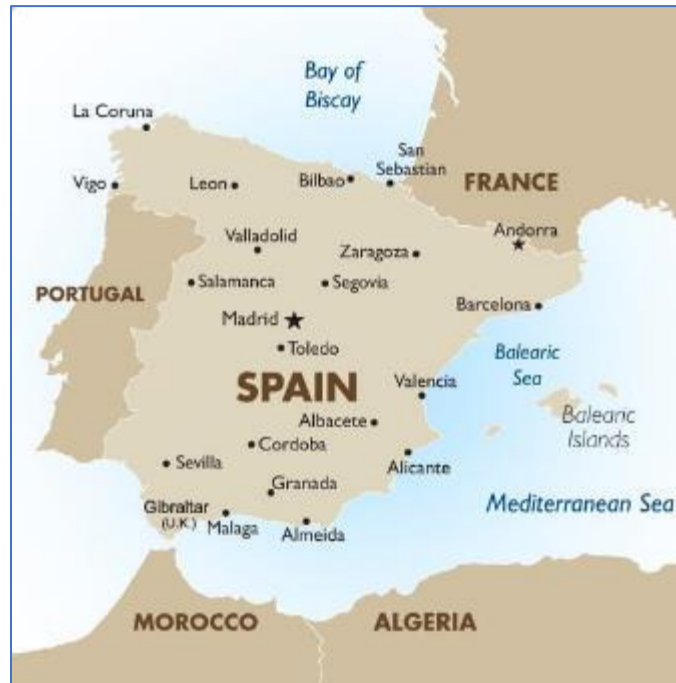 Bay of
Biscay
La Coruna
San
Sebastian
Vigo
Leon
Bilbao
FRANCE
Andorra
Valladolid
Zaragoza
PORTUGAL
Salamanca
Segovia
Barcelona
Madrid
Toledo
Balearic
Sea
SPAIN
Valencia
Balearic
Islands
Albacete
Cordoba
Sevilla
Alicante
Granada
Gibraltar
(U.K.)
Malaga
Almeida
Mediterranean Sea
MOROCCO
ALGERIA